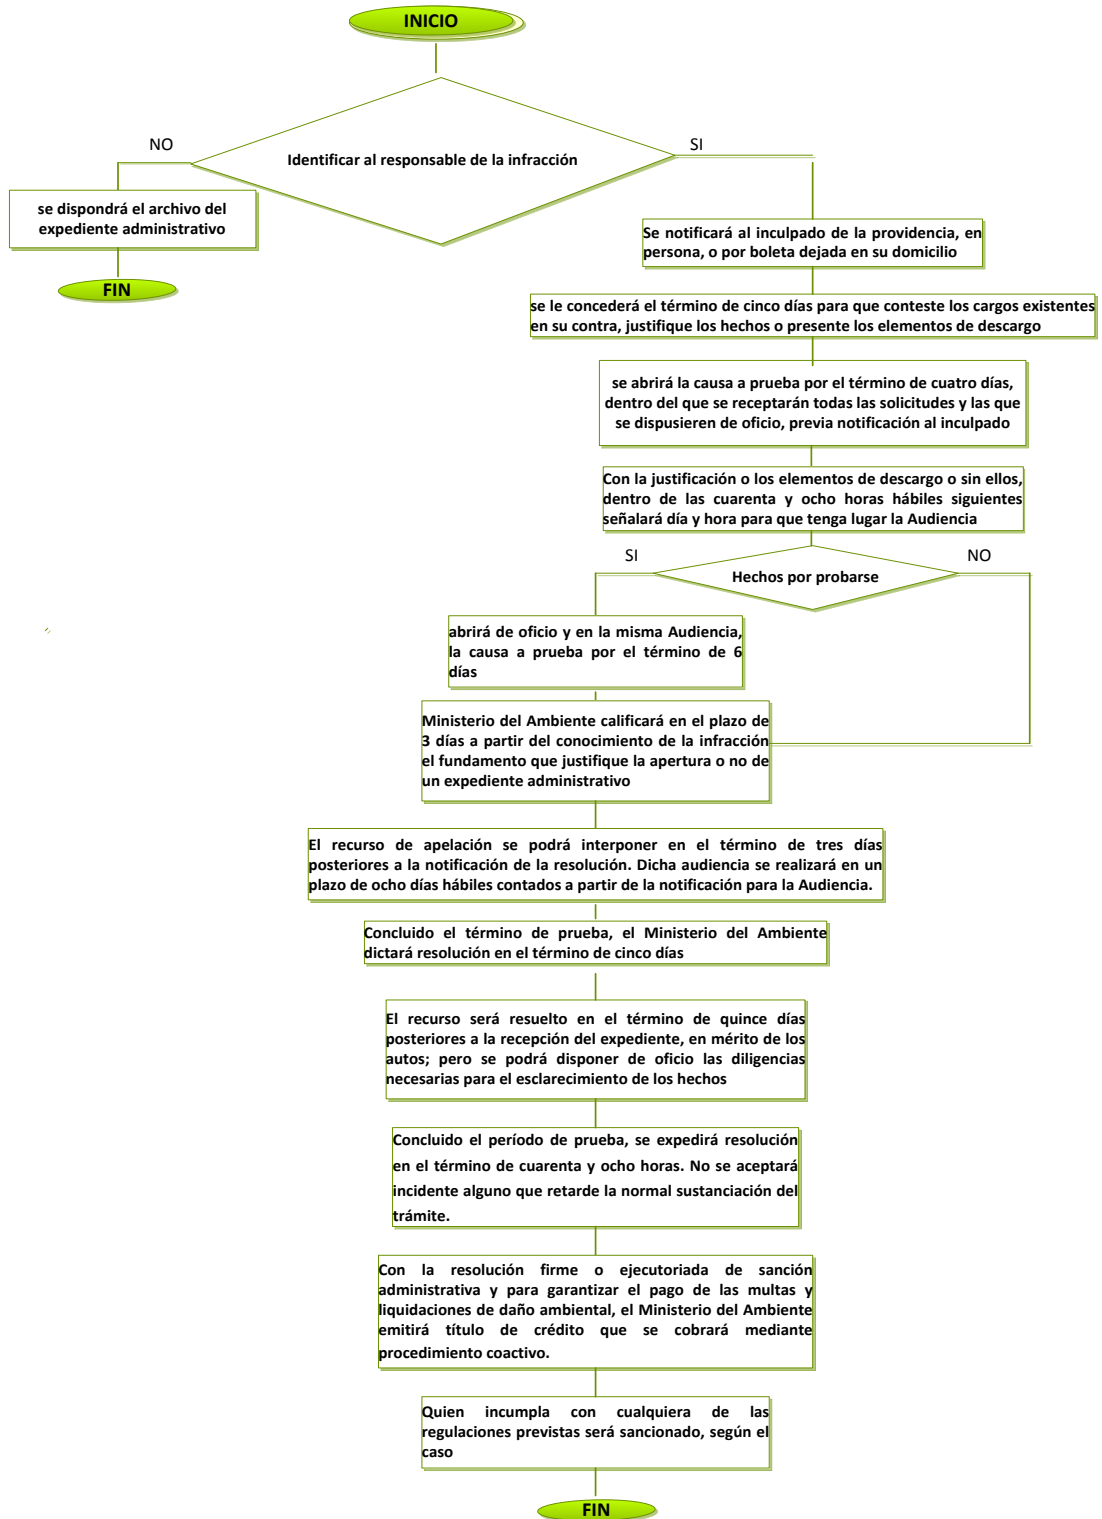 INICIO
NO
SI
Identificar al responsable de la infracción
se dispondrá el archivo del
expediente administrativo
FIN
Se notificará al inculpado de la providencia, en
persona, o por boleta dejada en su domicilio
se le concederá el término de cinco días para que conteste los cargos existentes
en su contra, justifique los hechos o presente los elementos de descargo
se abrirá la causa a prueba por el término de cuatro días,
dentro del que se receptarán todas las solicitudes y las que
se dispusieren de oficio, previa notificación al inculpado
Con la justificación o los elementos de descargo o sin ellos,
dentro de las cuarenta y ocho horas hábiles siguientes
señalará día y hora para que tenga lugar la Audiencia
SI
NO
Hechos por probarse
abrirá de oficio y en la misma Audiencia,
la causa a prueba por el término de 6
días
Ministerio del Ambiente calificará en el plazo de
3 días a partir del conocimiento de la infracción
el fundamento que justifique la apertura o no de
un expediente administrativo
El recurso de apelación se podrá interponer en el término de tres días
posteriores a la notificación de la resolución. Dicha audiencia se realizará en un
plazo de ocho días hábiles contados a partir de la notificación para la Audiencia.
Concluido el término de prueba, el Ministerio del Ambiente
dictará resolución en el término de cinco días
El recurso será resuelto en el término de quince días
posteriores a la recepción del expediente, en mérito de los
autos; pero se podrá disponer de oficio las diligencias
necesarias para el esclarecimiento de los hechos
Concluido el período de prueba, se expedirá resolución
en el término de cuarenta y ocho horas. No se aceptará
incidente alguno que retarde la normal sustanciación del
trámite.
Con la resolución firme o ejecutoriada de sanción
administrativa y para garantizar el pago de las multas y
liquidaciones de daño ambiental, el Ministerio del Ambiente
emitirá título de crédito que se cobrará mediante
procedimiento coactivo.
Quien incumpla con cualquiera de las
regulaciones previstas será sancionado, según el
caso
FIN